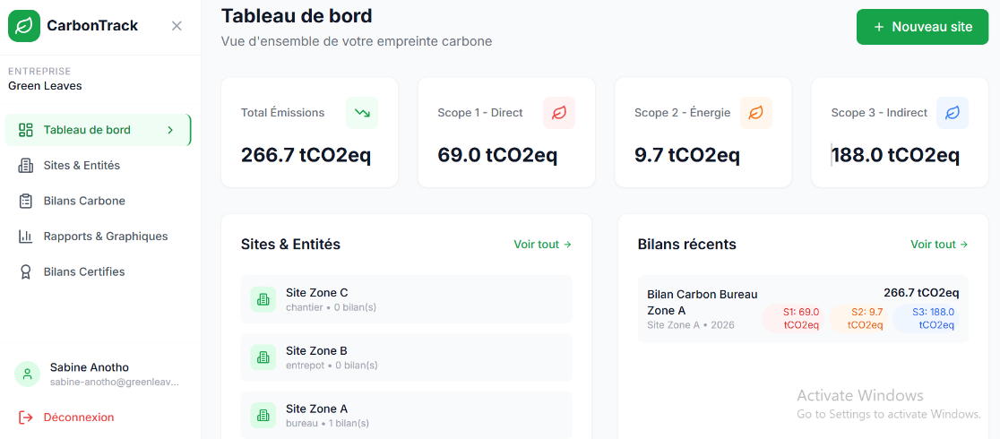 CarbonTrack
ENTREPRISE
Green Leaves
Tableau de bord
Sites & Entités
Bilans Carbone
Rapports & Graphiques
Bilans Certifies
Sabine Anotho
sabine-anotho@greenleav...
Déconnexion
Tableau de bord
Vue d'ensemble de votre empreinte carbone
+ Nouveau site
Total Émissions
266.7 tCO2eq
Scope 1 - Direct
69.0 tCO2eq
Scope 2 - Énergie
9.7 tCO2eq
Scope 3 - Indirect
188.0 tCO2eq
Sites & Entités
Voir tout →
Site Zone C
chantier • 0 bilan(s)
Site Zone B
entrepot • 0 bilan(s)
Site Zone A
bureau • 1 bilan(s)
Bilans récents
Voir tout →
Bilan Carbon Bureau
Zone A
Site Zone A • 2026
266.7 tCO2eq
S1: 69.0
tCO2eq
S2: 9.7
tCO2eq
S3: 188.0
tCO2eq
Activate Windows
Go to Settings to activate Windows.